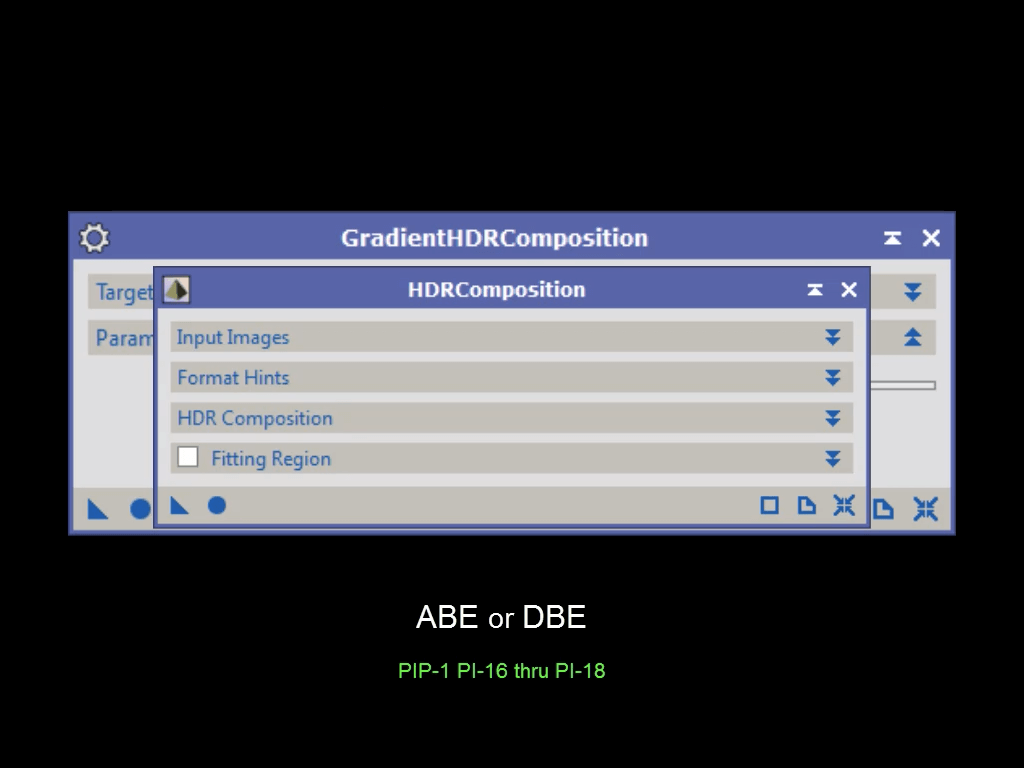 GradientHDRComposition
Target
HDRComposition
Param
Input Images
Format Hints
HDR Composition
Fitting Region
ABE or DBE
PIP-1 PI-16 thru PI-18